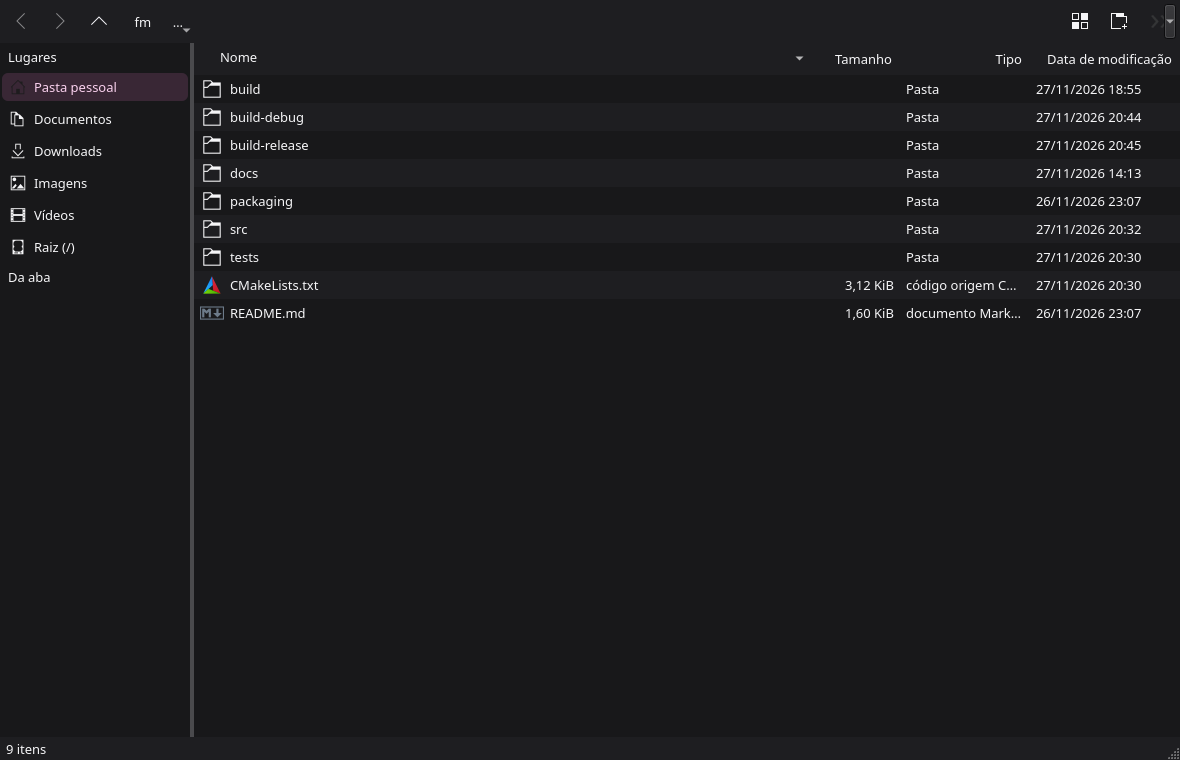 fm ...
Lugares
Pasta pessoal
Documentos
Downloads
Imagens
Vídeos
Raiz (/)
Da aba
Nome Tamanho Tipo Data de modificação
build Pasta 27/11/2026 18:55
build-debug Pasta 27/11/2026 20:44
build-release Pasta 27/11/2026 20:45
docs Pasta 27/11/2026 14:13
packaging Pasta 26/11/2026 23:07
src Pasta 27/11/2026 20:32
tests Pasta 27/11/2026 20:30
CMakeLists.txt 3,12 KiB código origem C... 27/11/2026 20:30
README.md 1,60 KiB documento Mark... 26/11/2026 23:07
9 itens